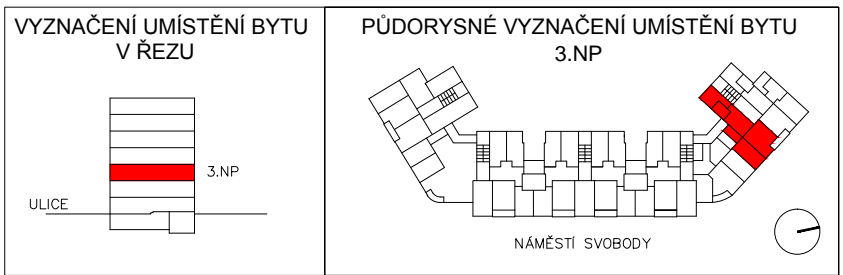 VYZNAČENÍ UMÍSTĚNÍ BYTU
V ŘEZU
3.NP
ULICE
PŮDORYSNÉ VYZNAČENÍ UMÍSTĚNÍ BYTU
3.NP
NÁMĚSTÍ SVOBODY